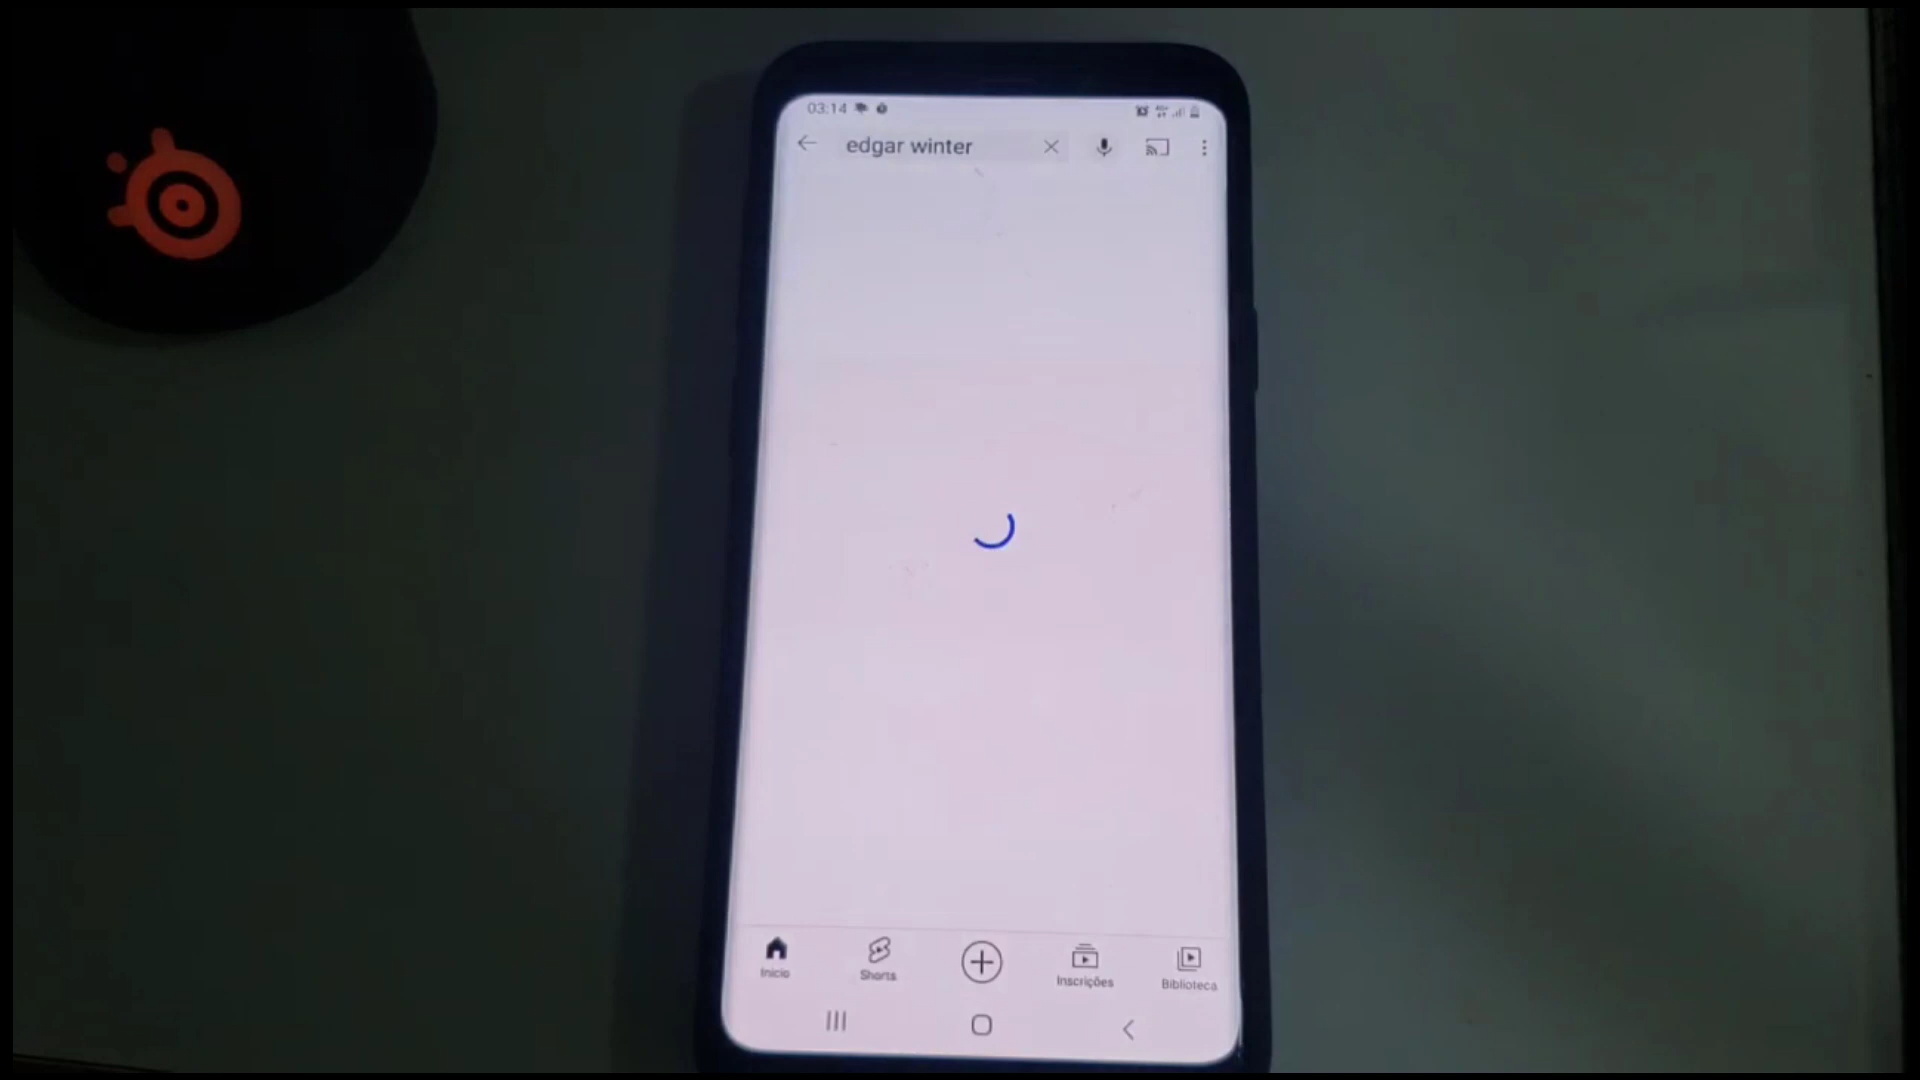 03:14
edgar winter
Início
Shorts
Inscrições
Biblioteca